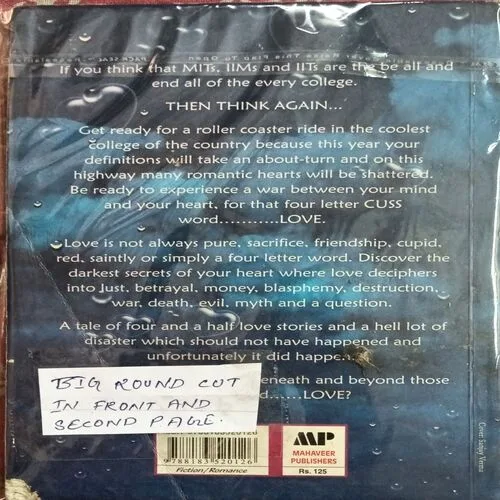 If you think that MITs, IIMs and IITs are the be all and
end all of the every college.
THEN THINK AGAIN...
Get ready for a roller coaster ride in the coolest
college of the country because this year your
definitions will take an about-turn and on this
highway many romantic hearts will be shattered.
Be ready to experience a war between your mind
and your heart, for that four letter CUSS
word...........LOVE.
Love is not always pure, sacrifice, friendship, cupid,
red, saintly or simply a four letter word. Discover the
darkest secrets of your heart where love deciphers
into Just, betrayal, money, blasphemy, destruction,
war, death, evil, myth and a question.
A tale of four and a half love stories and a hell lot of
disaster which should not have happened and
unfortunately it did happen...
eneath and beyond those
d......LOVE?
BIG ROUND CUT
IN FRONT AND
SECOND PAGE.
9788183520126
Fiction/Romance
MP
MAHAVEER
PUBLISHERS
Rs. 125
Cover: Sanjay Verma